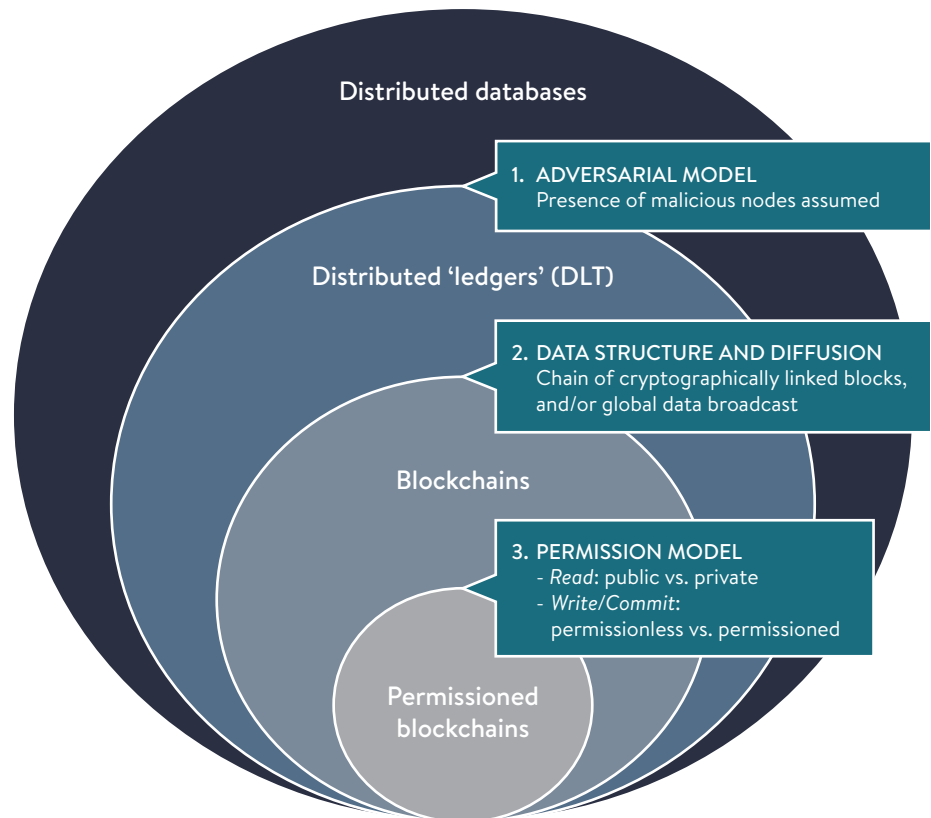 Distributed databases
1. ADVERSARIAL MODEL
Presence of malicious nodes assumed
Distributed ‘ledgers’ (DLT)
2. DATA STRUCTURE AND DIFFUSION
Chain of cryptographically linked blocks,
and/or global data broadcast
Blockchains
3. PERMISSION MODEL
- Read: public vs. private
- Write/Commit:
permissionless vs. permissioned
Permissioned
blockchains